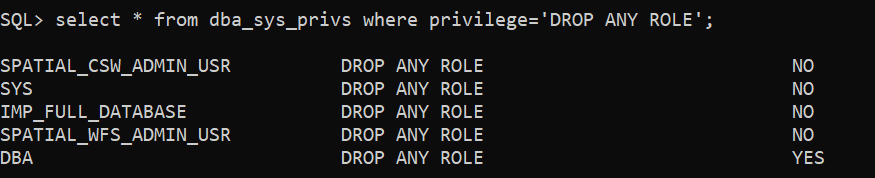 SQL> select * from dba_sys_privs where privilege='DROP ANY ROLE';
SPATIAL_CSW_ADMIN_USR DROP ANY ROLE NO
SYS DROP ANY ROLE NO
IMP_FULL_DATABASE DROP ANY ROLE NO
SPATIAL_WFS_ADMIN_USR DROP ANY ROLE NO
DBA DROP ANY ROLE YES